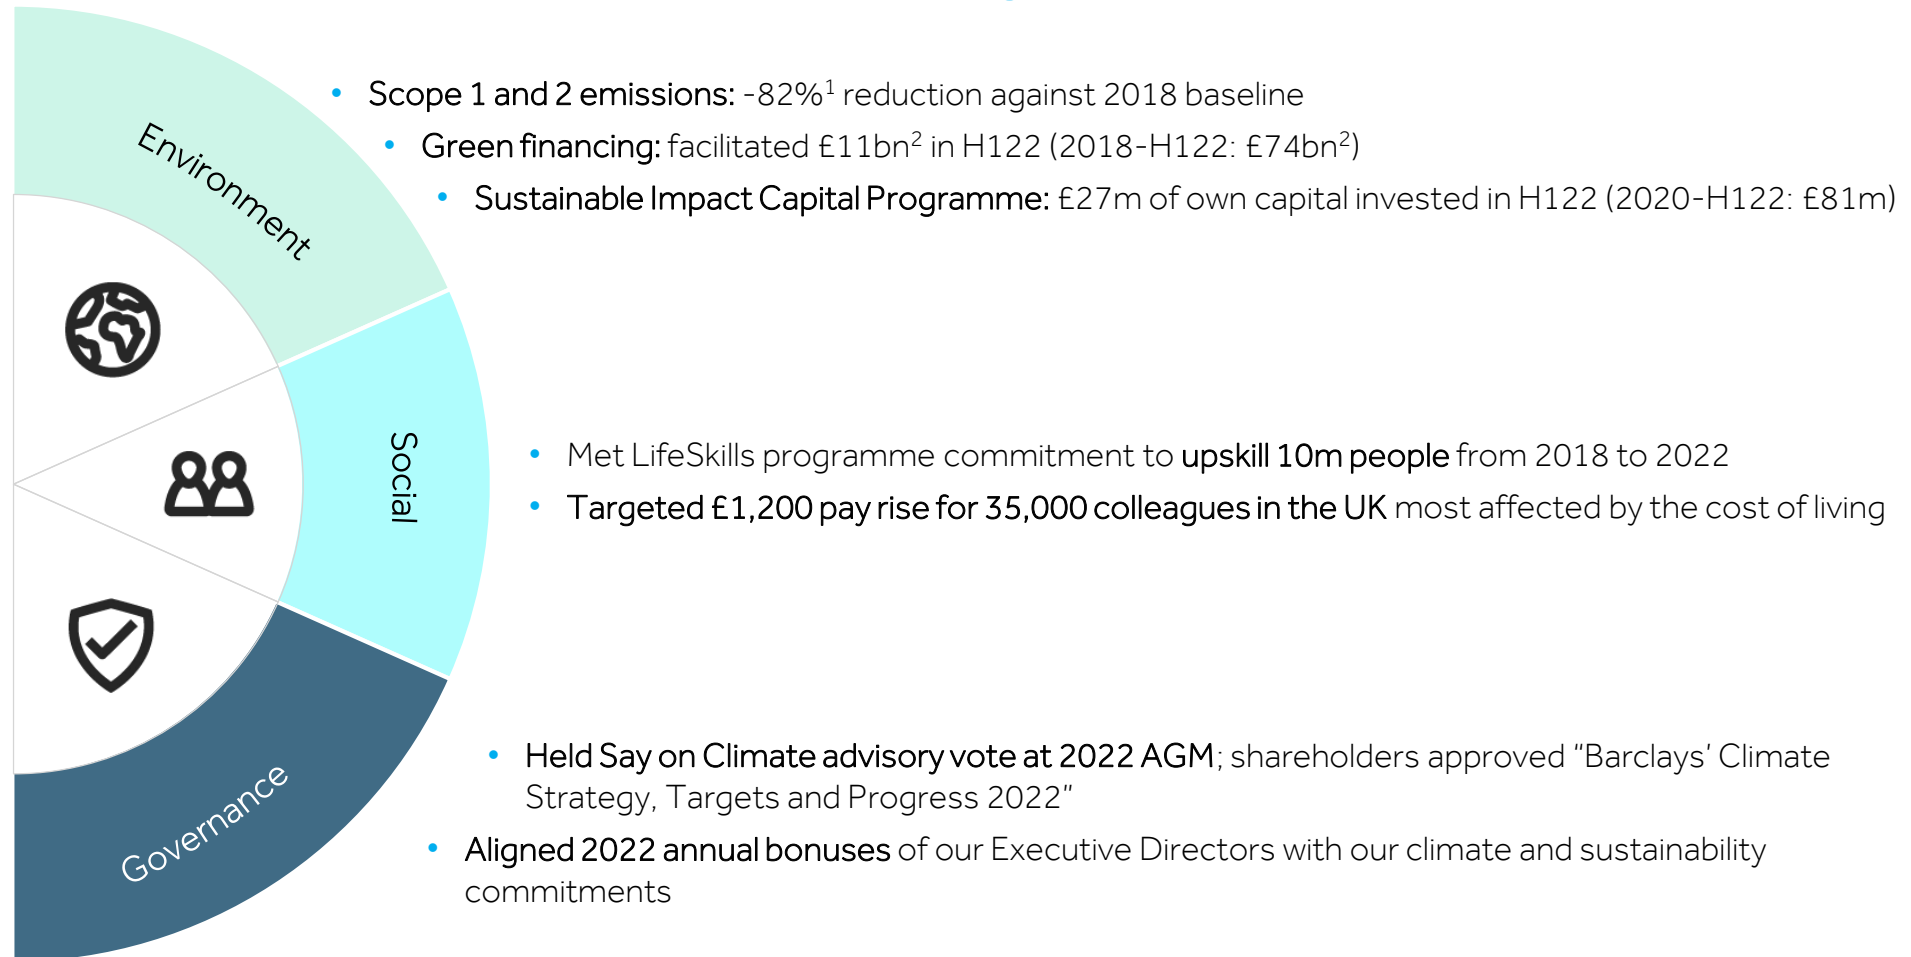 Environment
• Scope 1 and 2 emissions: -82%¹ reduction against 2018 baseline
• Green financing: facilitated £11bn² in H122 (2018-H122: £74bn²)
• Sustainable Impact Capital Programme: £27m of own capital invested in H122 (2020-H122: £81m)
Social
• Met LifeSkills programme commitment to upskill 10m people from 2018 to 2022
• Targeted £1,200 pay rise for 35,000 colleagues in the UK most affected by the cost of living
Governance
• Held Say on Climate advisory vote at 2022 AGM; shareholders approved “Barclays’ Climate
Strategy, Targets and Progress 2022”
• Aligned 2022 annual bonuses of our Executive Directors with our climate and sustainability
commitments